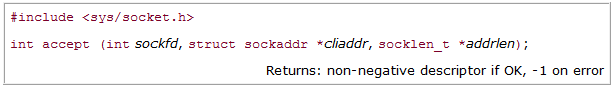 #include <sys/socket.h>
int accept (int sockfd, struct sockaddr *cliaddr, socklen_t *addrlen);
Returns: non-negative descriptor if OK, -1 on error